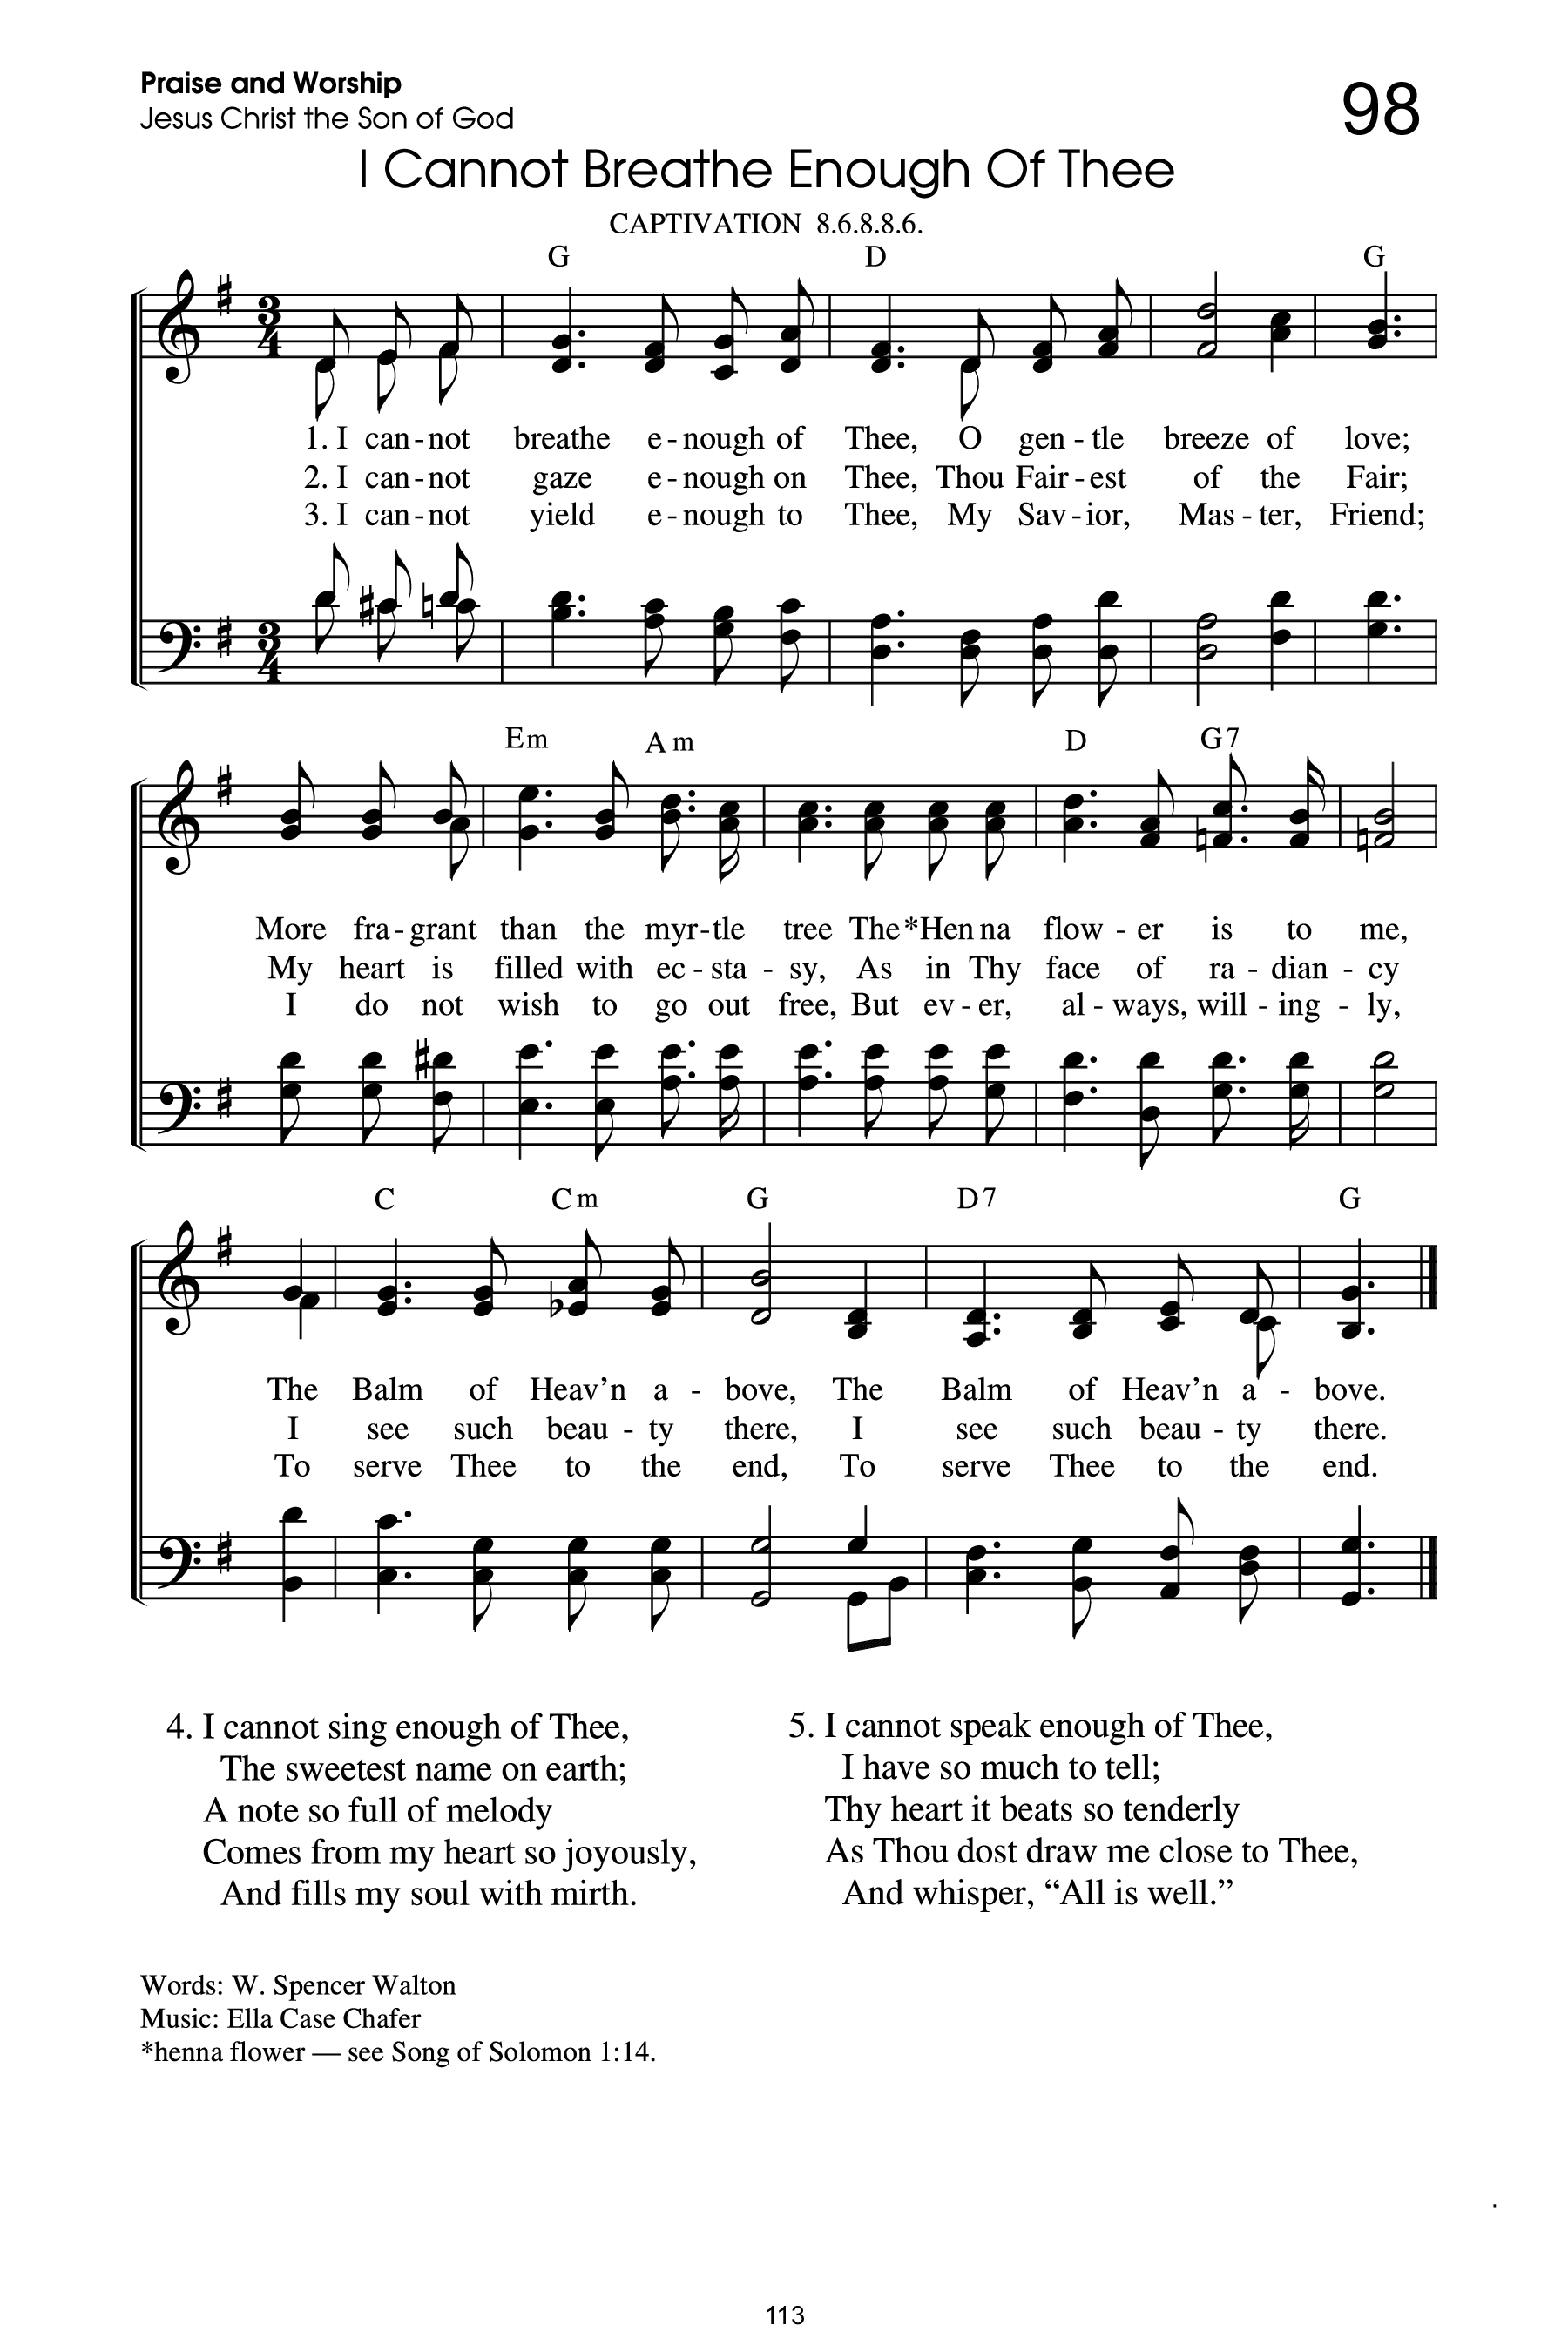 Praise and Worship
Jesus Christ the Son of God
98
I Cannot Breathe Enough Of Thee
CAPTIVATION 8.6.8.8.6.
G D G
1. I can - not breathe e - nough of Thee, O gen - tle breeze of love;
2. I can - not gaze e - nough on Thee, Thou Fair - est of the Fair;
3. I can - not yield e - nough to Thee, My Sav - ior, Mas - ter, Friend;
Em Am D G7
More fra - grant than the myr - tle tree The *Hen na flow - er is to me,
My heart is filled with ec - sta - sy, As in Thy face of ra - dian - cy
I do not wish to go out free, But ev - er, al - ways, will - ing - ly,
C Cm G D7 G
The Balm of Heav'n a - bove, The Balm of Heav'n a - bove.
I see such beau - ty there, I see such beau - ty there.
To serve Thee to the end, To serve Thee to the end.
4. I cannot sing enough of Thee,
The sweetest name on earth;
A note so full of melody
Comes from my heart so joyously,
And fills my soul with mirth.
5. I cannot speak enough of Thee,
I have so much to tell;
Thy heart it beats so tenderly
As Thou dost draw me close to Thee,
And whisper, “All is well.”
Words: W. Spencer Walton
Music: Ella Case Chafer
*henna flower — see Song of Solomon 1:14.
113